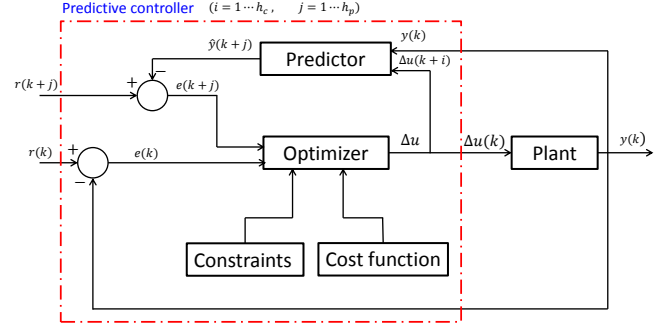 Predictive controller (i = 1 ⋯ h_c , j = 1 ⋯ h_p)
y(k)
ŷ(k + j)
Predictor
Δu(k + i)
r(k + j)
+
−
e(k + j)
r(k)
+
−
e(k)
Optimizer
Δu
Δu(k)
Plant
y(k)
Constraints
Cost function